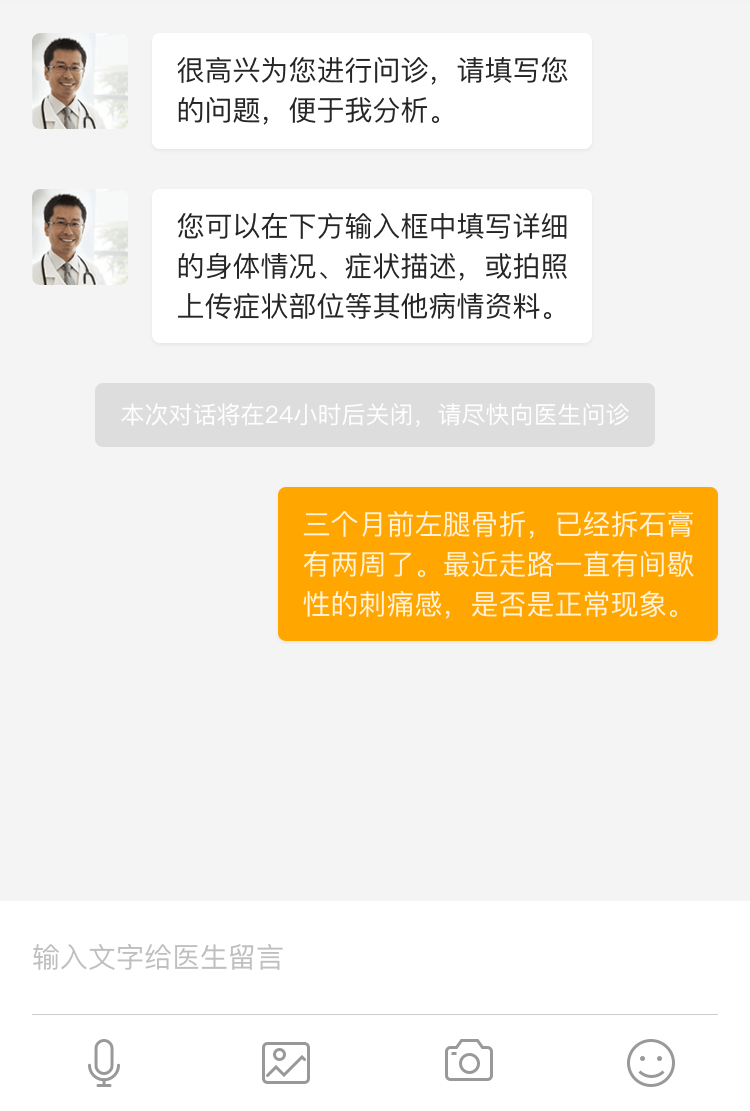 很高兴为您进行问诊，请填写您
的问题，便于我分析。
您可以在下方输入框中填写详细
的身体情况、症状描述，或拍照
上传症状部位等其他病情资料。
本次对话将在24小时后关闭，请尽快向医生问诊
三个月前左腿骨折，已经拆石膏
有两周了。最近走路一直有间歇
性的刺痛感，是否是正常现象。
输入文字给医生留言